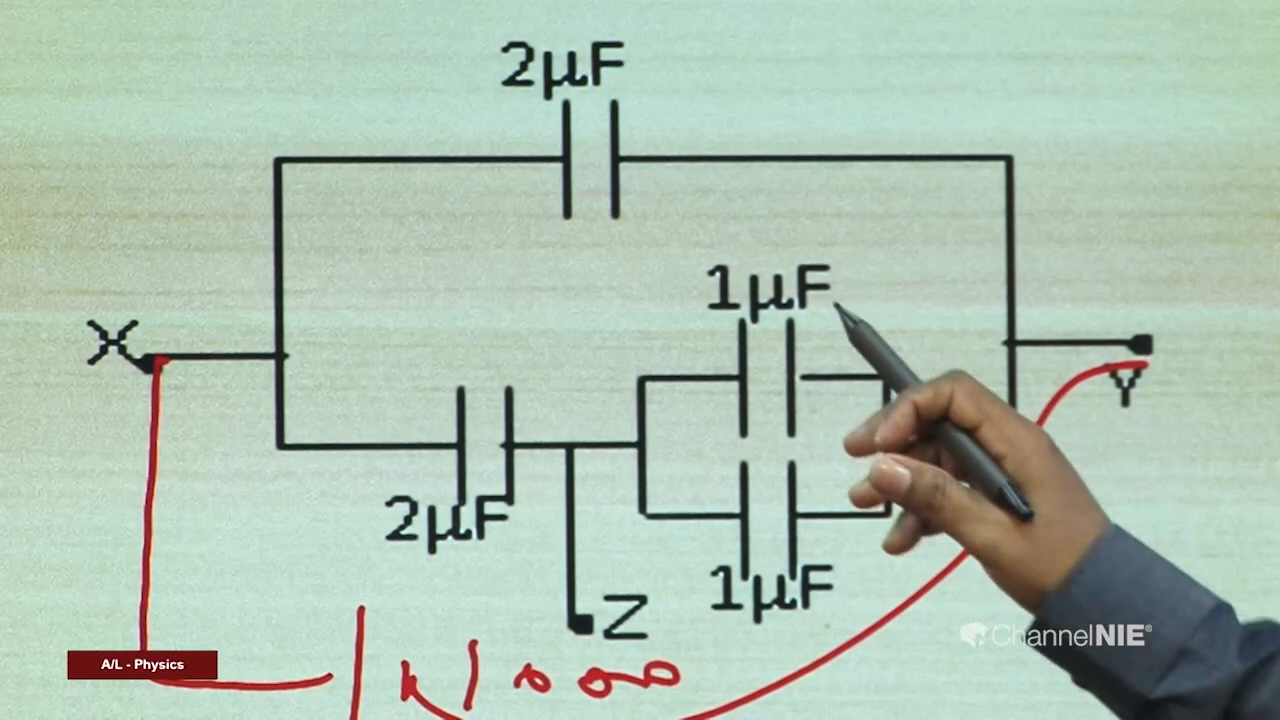 2μF
1μF
X
Y
2μF
1μF
Z
ChannelNIE®
A/L - Physics